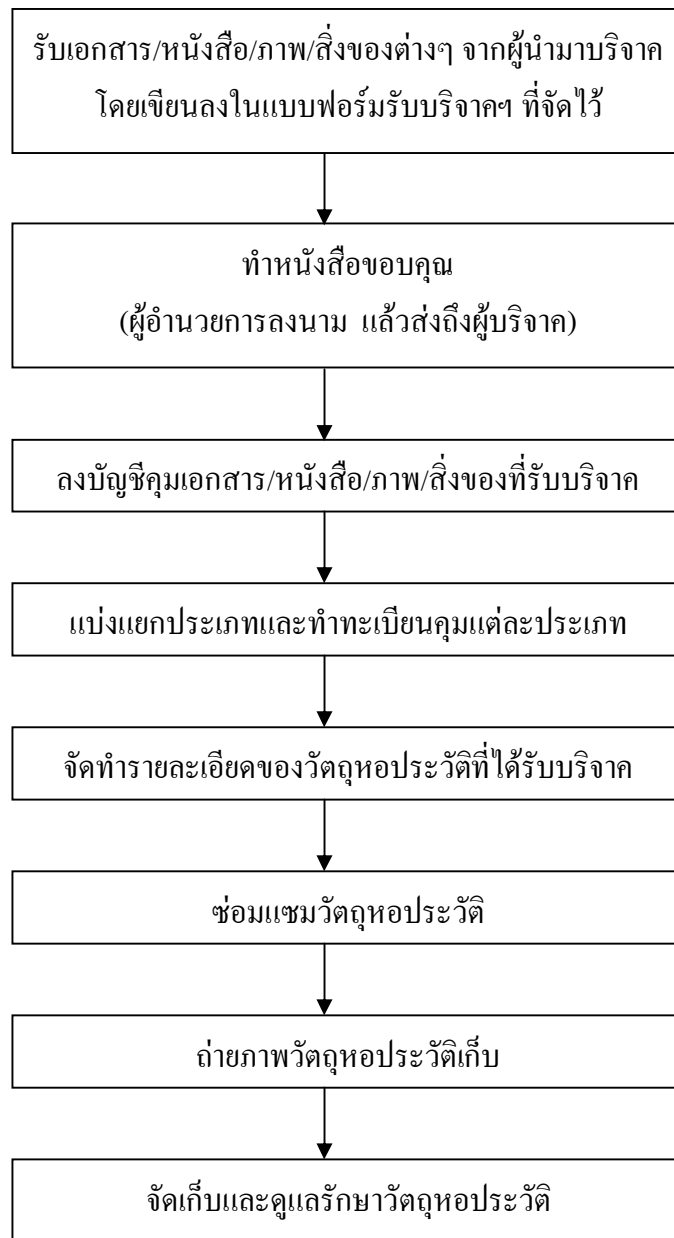 รับเอกสาร/หนังสือ/ภาพ/สิ่งของต่างๆ จากผู้นำมาบริจาค
โดยเขียนลงในแบบฟอร์มรับบริจาคฯ ที่จัดไว้
ทำหนังสือขอบคุณ
(ผู้อำนวยการลงนาม แล้วส่งถึงผู้บริจาค)
ลงบัญชีคุมเอกสาร/หนังสือ/ภาพ/สิ่งของที่รับบริจาค
แบ่งแยกประเภทและทำทะเบียนคุมแต่ละประเภท
จัดทำรายละเอียดของวัตถุหอประวัติที่ได้รับบริจาค
ซ่อมแซมวัตถุหอประวัติ
ถ่ายภาพวัตถุหอประวัติเก็บ
จัดเก็บและดูแลรักษาวัตถุหอประวัติ